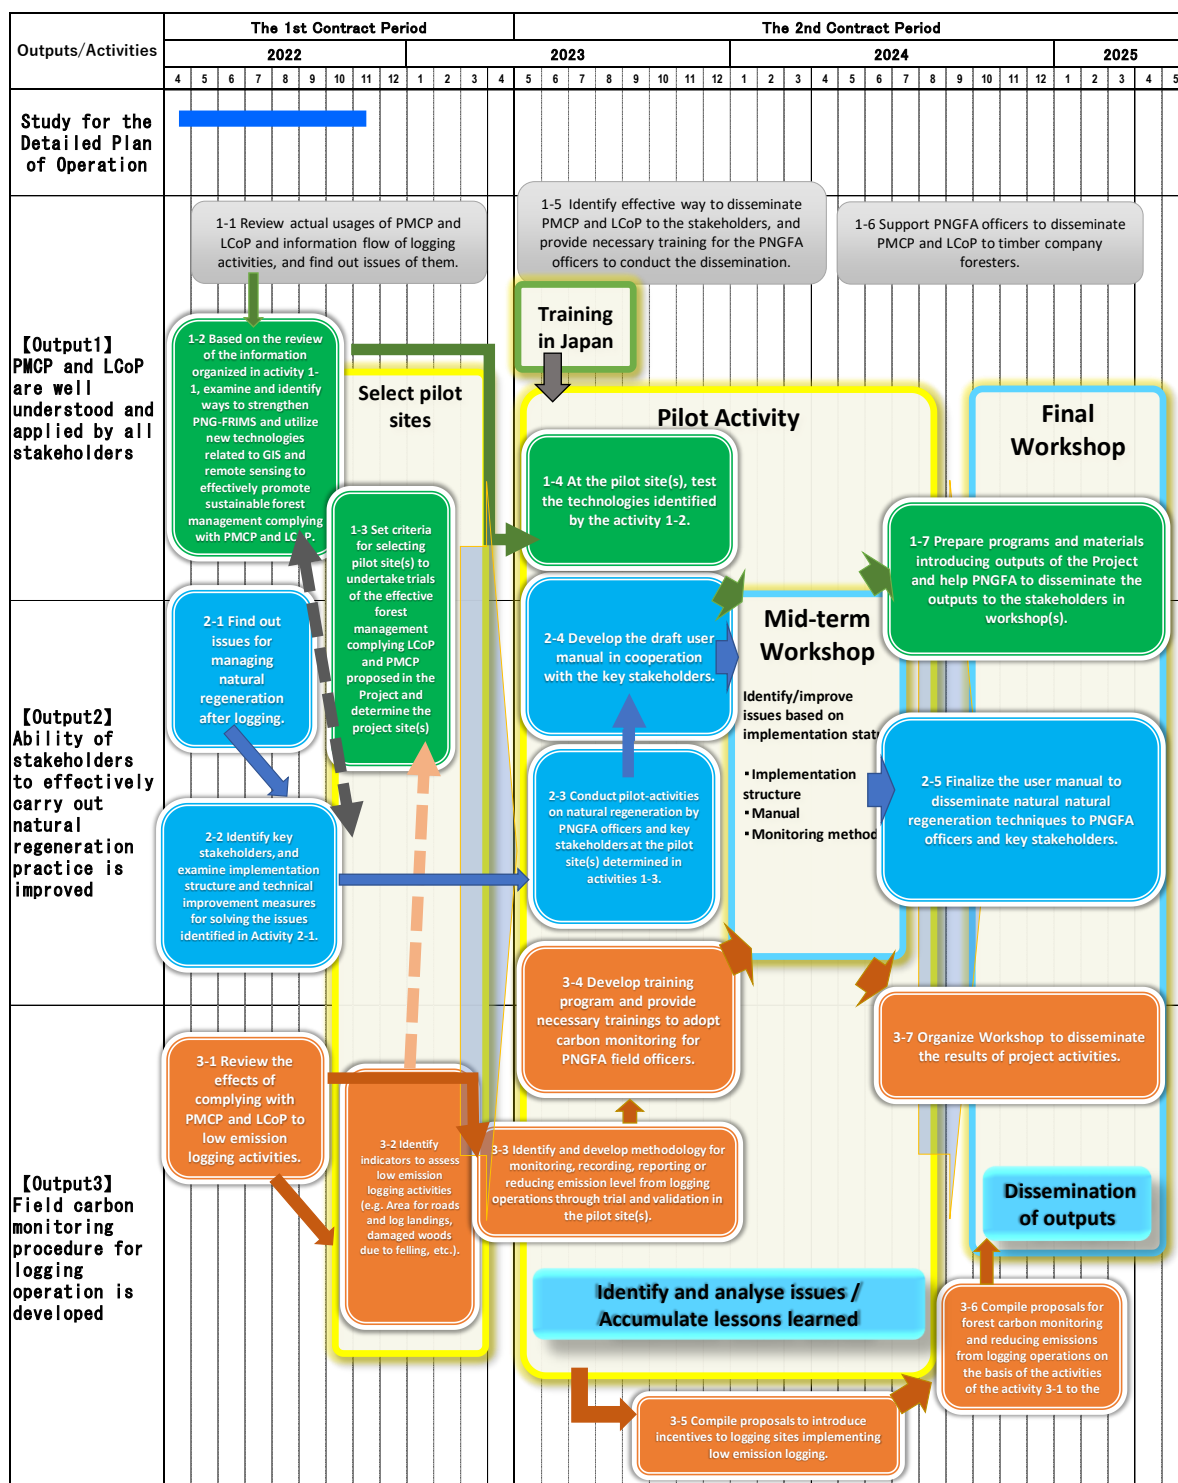 Outputs/Activities
The 1st Contract Period
The 2nd Contract Period
2022
2023
2024
2025
4 5 6 7 8 9 10 11 12 1 2 3 4 5 6 7 8 9 10 11 12 1 2 3 4 5 6 7 8 9 10 11 12 1 2 3 4 5
Study for the
Detailed Plan
of Operation
1-1 Review actual usages of PMCP and
LCoP and information flow of logging
activities, and find out issues of them.
1-5 Identify effective way to disseminate
PMCP and LCoP to the stakeholders, and
provide necessary training for the PNGFA
officers to conduct the dissemination.
1-6 Support PNGFA officers to disseminate
PMCP and LCoP to timber company
foresters.
Training
in Japan
【Output1】
PMCP and LCoP
are well
understood and
applied by all
stakeholders
1-2 Based on the review
of the information
organized in activity 1-
1, examine and identify
ways to strengthen
PNG-FRIMS and utilize
new technologies
related to GIS and
remote sensing to
effectively promote
sustainable forest
management complying
with PMCP and LCoP.
Select pilot
sites
Pilot Activity
Final
Workshop
1-3 Set criteria
for selecting
pilot site(s) to
undertake trials
of the effective
forest
management
complying LCoP
and PMCP
proposed in the
Project and
determine the
project site(s)
1-4 At the pilot site(s), test
the technologies identified
by the activity 1-2.
1-7 Prepare programs and materials
introducing outputs of the Project
and help PNGFA to disseminate the
outputs to the stakeholders in
workshop(s).
【Output2】
Ability of
stakeholders
to effectively
carry out
natural
regeneration
practice is
improved
2-1 Find out
issues for
managing
natural
regeneration
after logging.
2-4 Develop the draft user
manual in cooperation
with the key stakeholders.
Mid-term
Workshop
Identify/improve
issues based on
implementation statu
・Implementation
structure
・Manual
・Monitoring method
2-2 Identify key
stakeholders, and
examine implementation
structure and technical
improvement measures
for solving the issues
identified in Activity 2-1.
2-3 Conduct pilot-activities
on natural regeneration by
PNGFA officers and key
stakeholders at the pilot
site(s) determined in
activities 1-3.
2-5 Finalize the user manual to
disseminate natural natural
regeneration techniques to PNGFA
officers and key stakeholders.
【Output3】
Field carbon
monitoring
procedure for
logging
operation is
developed
3-1 Review the
effects of
complying with
PMCP and LCoP to
low emission
logging activities.
3-2 Identify
indicators to assess
low emission
logging activities
(e.g. Area for roads
and log landings,
damaged woods
due to felling, etc.).
3-4 Develop training
program and provide
necessary trainings to adopt
carbon monitoring for
PNGFA field officers.
3-3 Identify and develop methodology for
monitoring, recording, reporting or
reducing emission level from logging
operations through trial and validation in
the pilot site(s).
3-7 Organize Workshop to disseminate
the results of project activities.
Dissemination
of outputs
Identify and analyse issues /
Accumulate lessons learned
3-6 Compile proposals for
forest carbon monitoring
and reducing emissions
from logging operations on
the basis of the activities
of the activity 3-1 to the
3-5 Compile proposals to introduce
incentives to logging sites implementing
low emission logging.